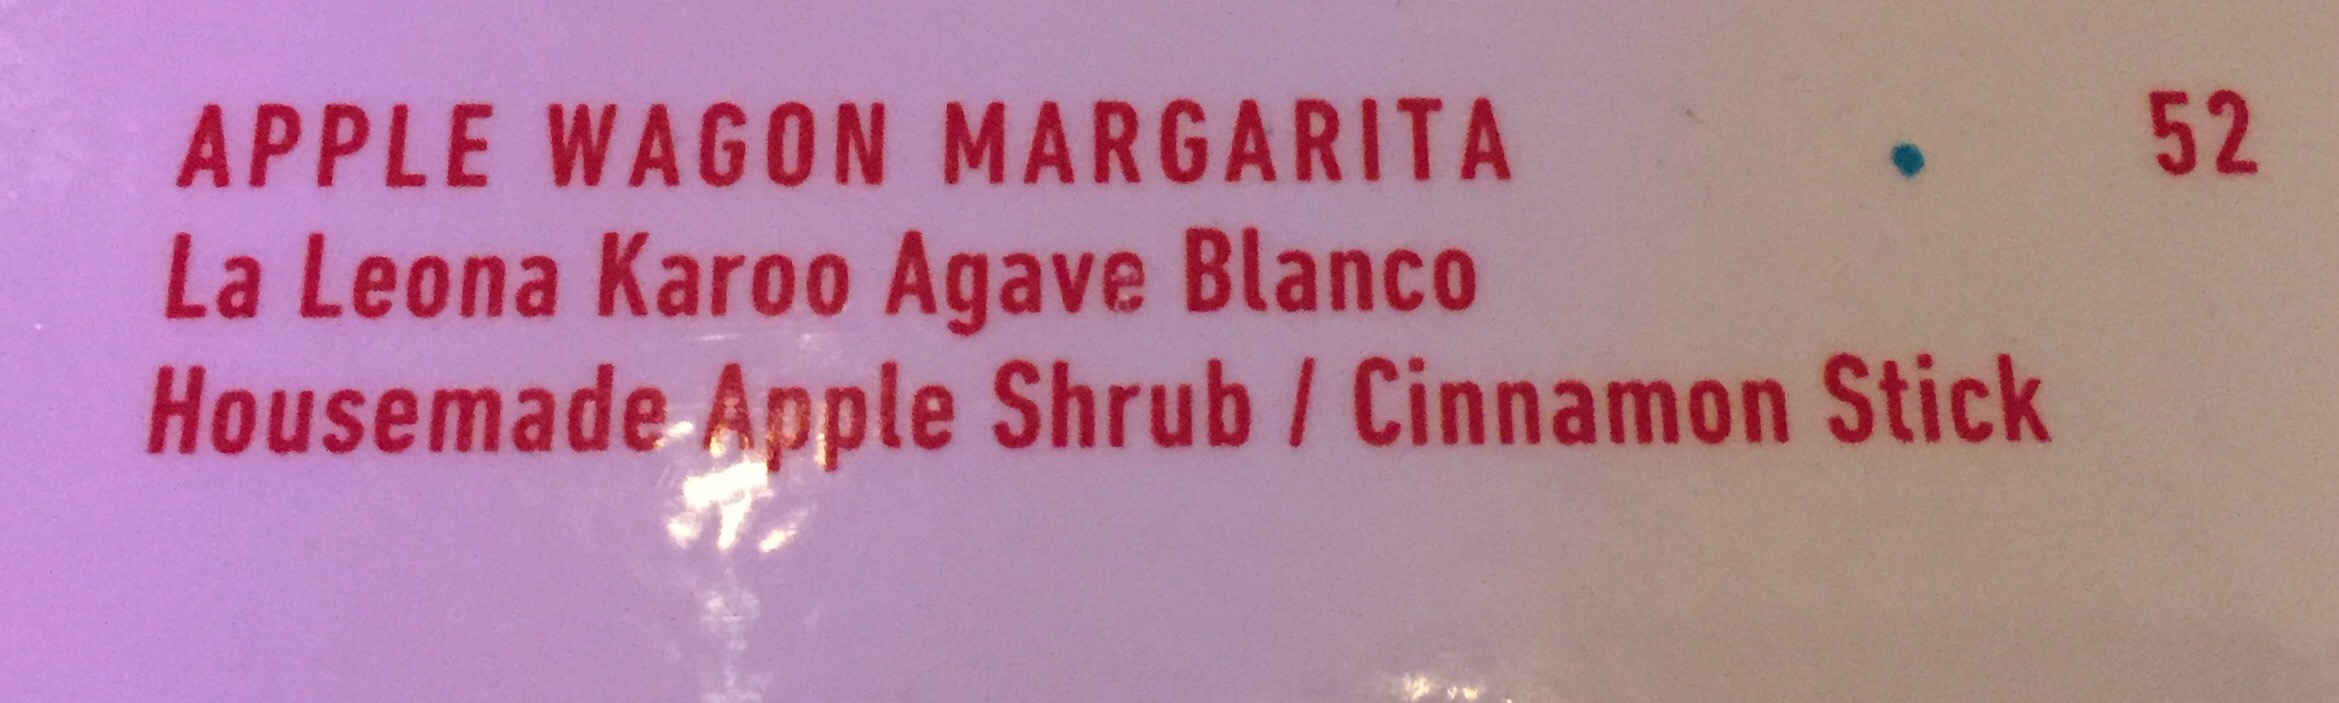 APPLE WAGON MARGARITA • 52
La Leona Karoo Agave Blanco
Housemade Apple Shrub / Cinnamon Stick